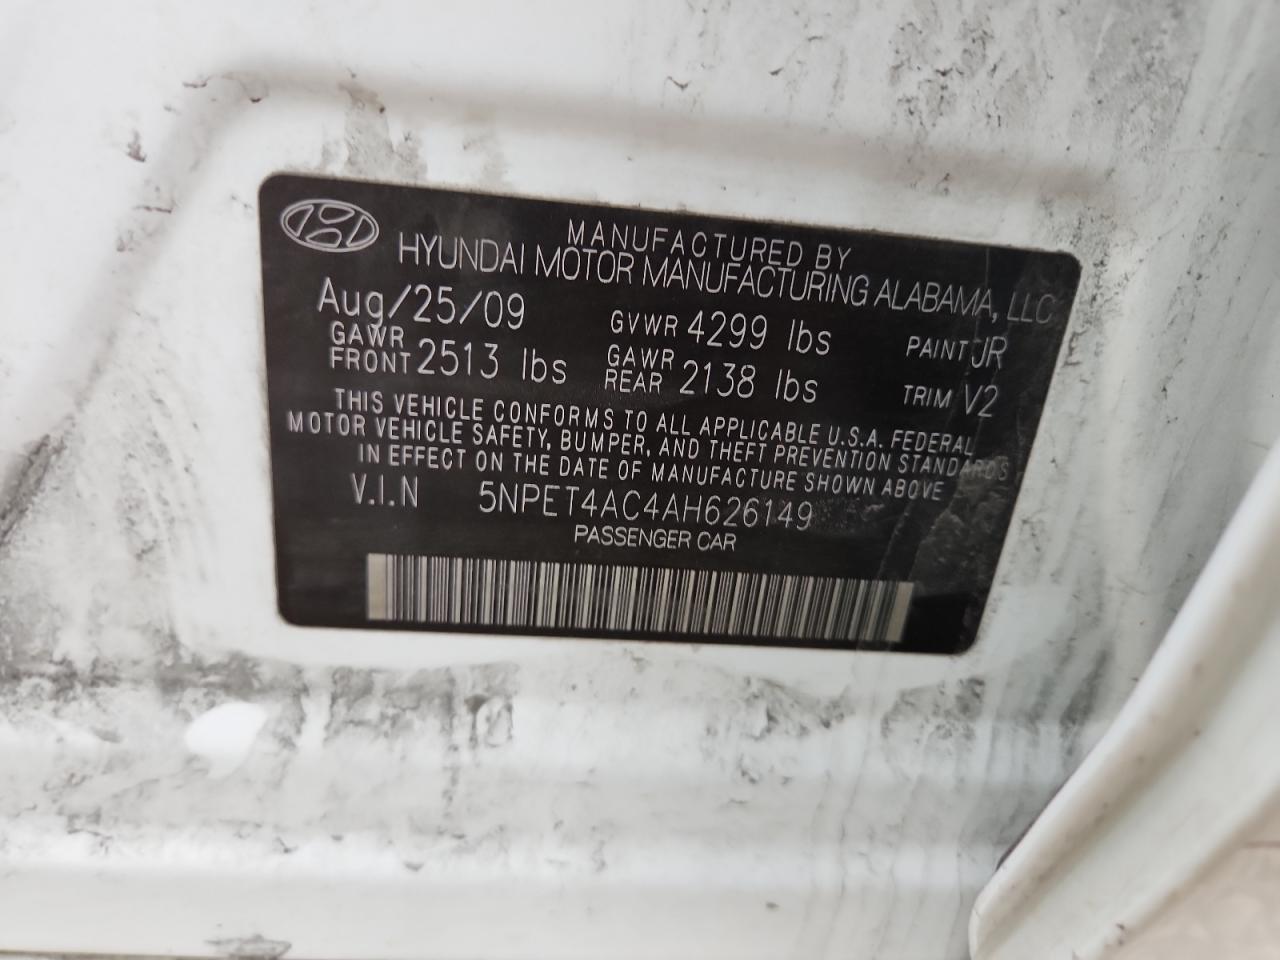 MANUFACTURED BY
HYUNDAI MOTOR MANUFACTURING ALABAMA, LLC
Aug/25/09 GVWR 4299 lbs PAINT JR
GAWR FRONT 2513 lbs GAWR REAR 2138 lbs TRIM V2
THIS VEHICLE CONFORMS TO ALL APPLICABLE U.S.A. FEDERAL
MOTOR VEHICLE SAFETY, BUMPER, AND THEFT PREVENTION STANDARDS
IN EFFECT ON THE DATE OF MANUFACTURE SHOWN ABOVE
V.I.N 5NPET4AC4AH626149
PASSENGER CAR